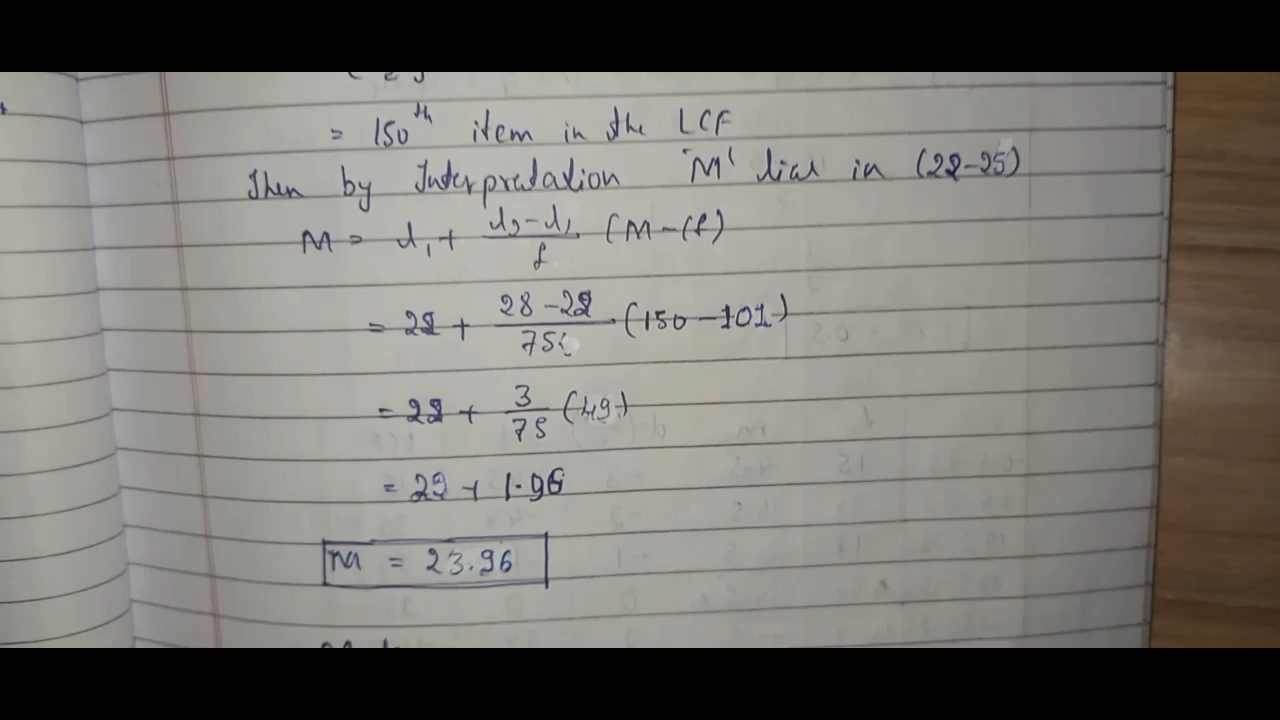 = 150th item in the LCF
Then by Interpretation 'M' lies in (22-25)
M = l₁ + l₂-l₁/f (M-Cf)
= 22 + 28-22/75 (150-101)
= 22 + 3/75 (49)
= 22 + 1.96
M = 23.96